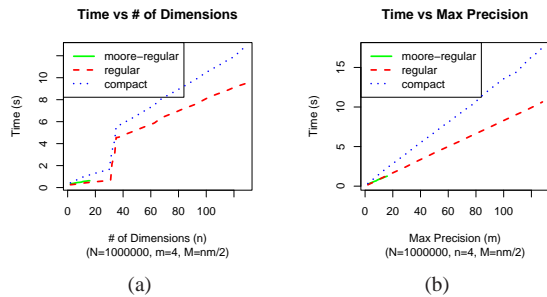 Time vs # of Dimensions
moore−regular
regular
compact
Time (s)
0 2 4 6 8 10
0 20 40 60 80 100
# of Dimensions (n)
(N=1000000, m=4, M=nm/2)
(a)
Time vs Max Precision
moore−regular
regular
compact
Time (s)
0 5 10 15
0 20 40 60 80 100
Max Precision (m)
(N=1000000, n=4, M=nm/2)
(b)